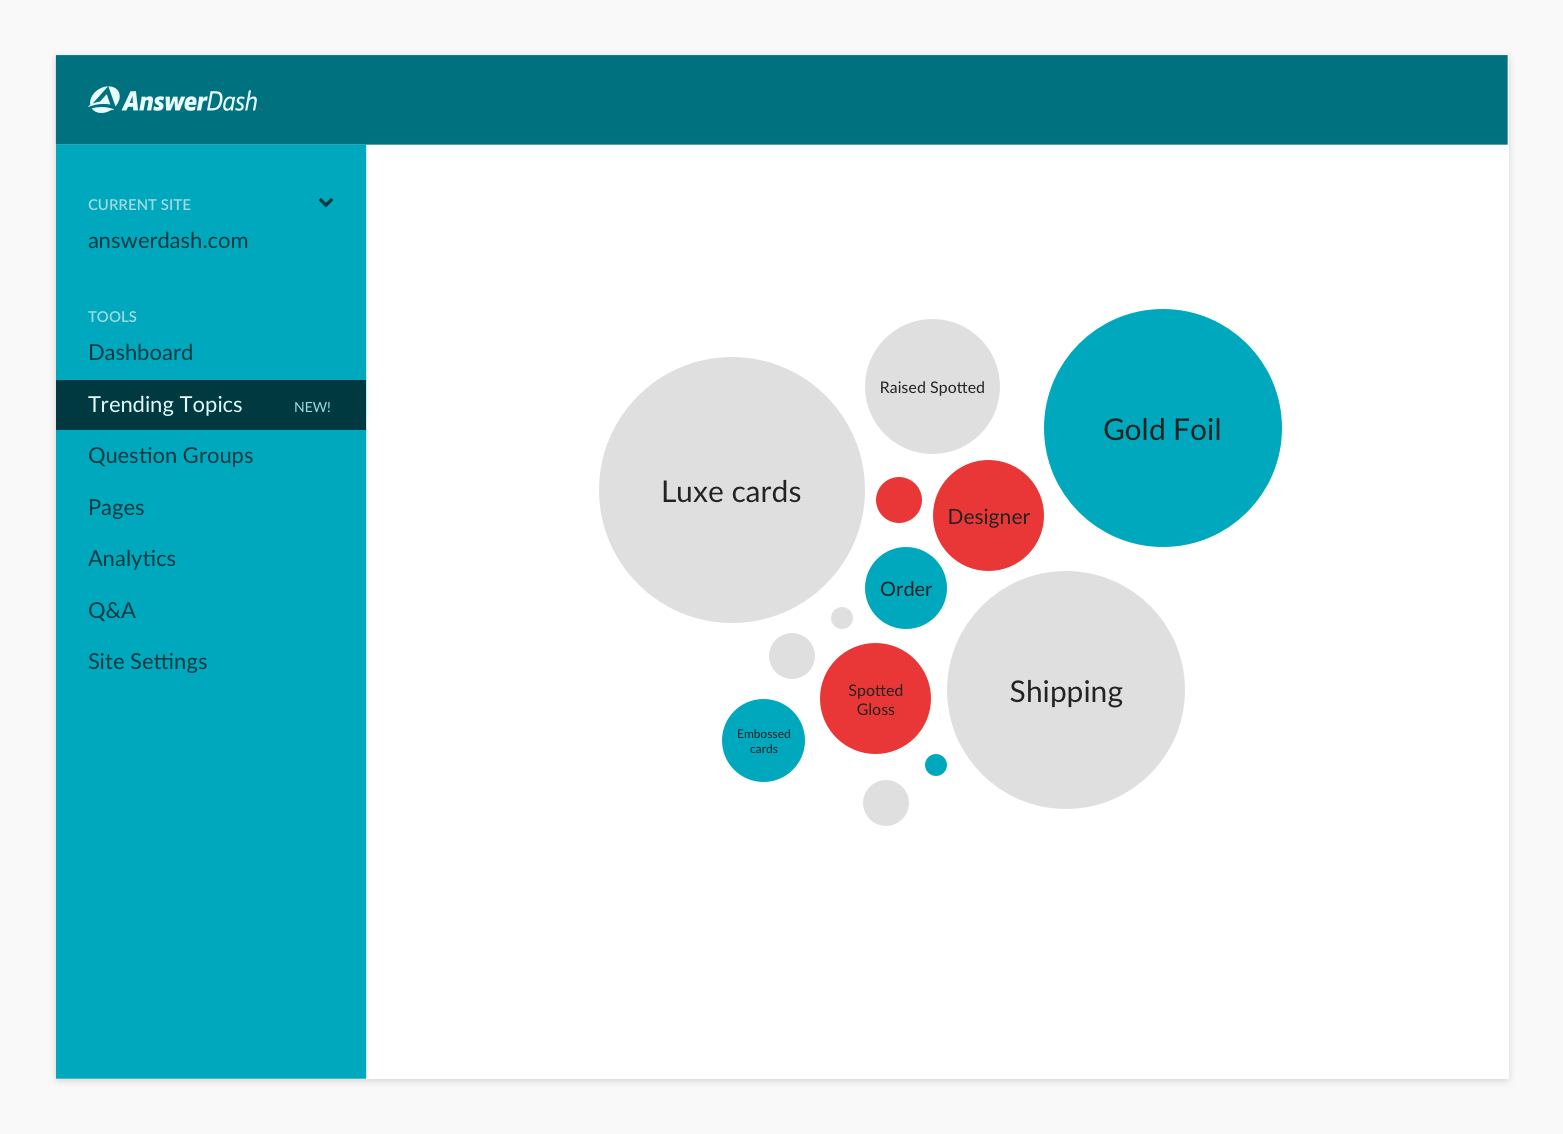 AnswerDash
CURRENT SITE
answerdash.com
TOOLS
Dashboard
Trending Topics NEW!
Question Groups
Pages
Analytics
Q&A
Site Settings
Raised Spotted
Gold Foil
Luxe cards
Designer
Order
Spotted
Gloss
Shipping
Embossed
cards